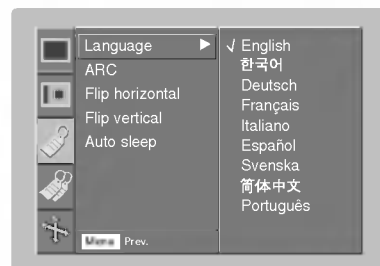 Language ▶
ARC
Flip horizontal
Flip vertical
Auto sleep
√ English
한국어
Deutsch
Français
Italiano
Español
Svenska
简体中文
Português
Menu Prev.